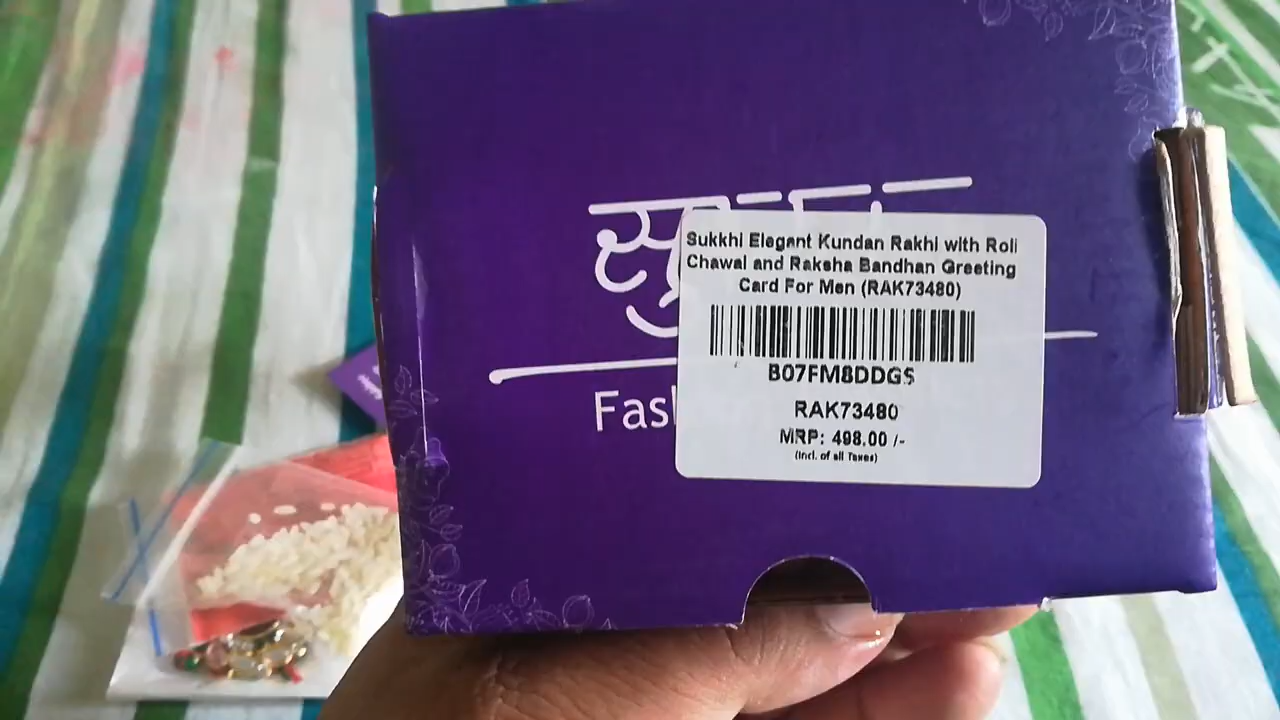 सु
Sukkhi Elegant Kundan Rakhi with Roli
Chawal and Raksha Bandhan Greeting
Card For Men (RAK73480)
B07FM8DDGS
RAK73480
MRP: 498.00 /-
(Incl. of all Taxes)
Fas